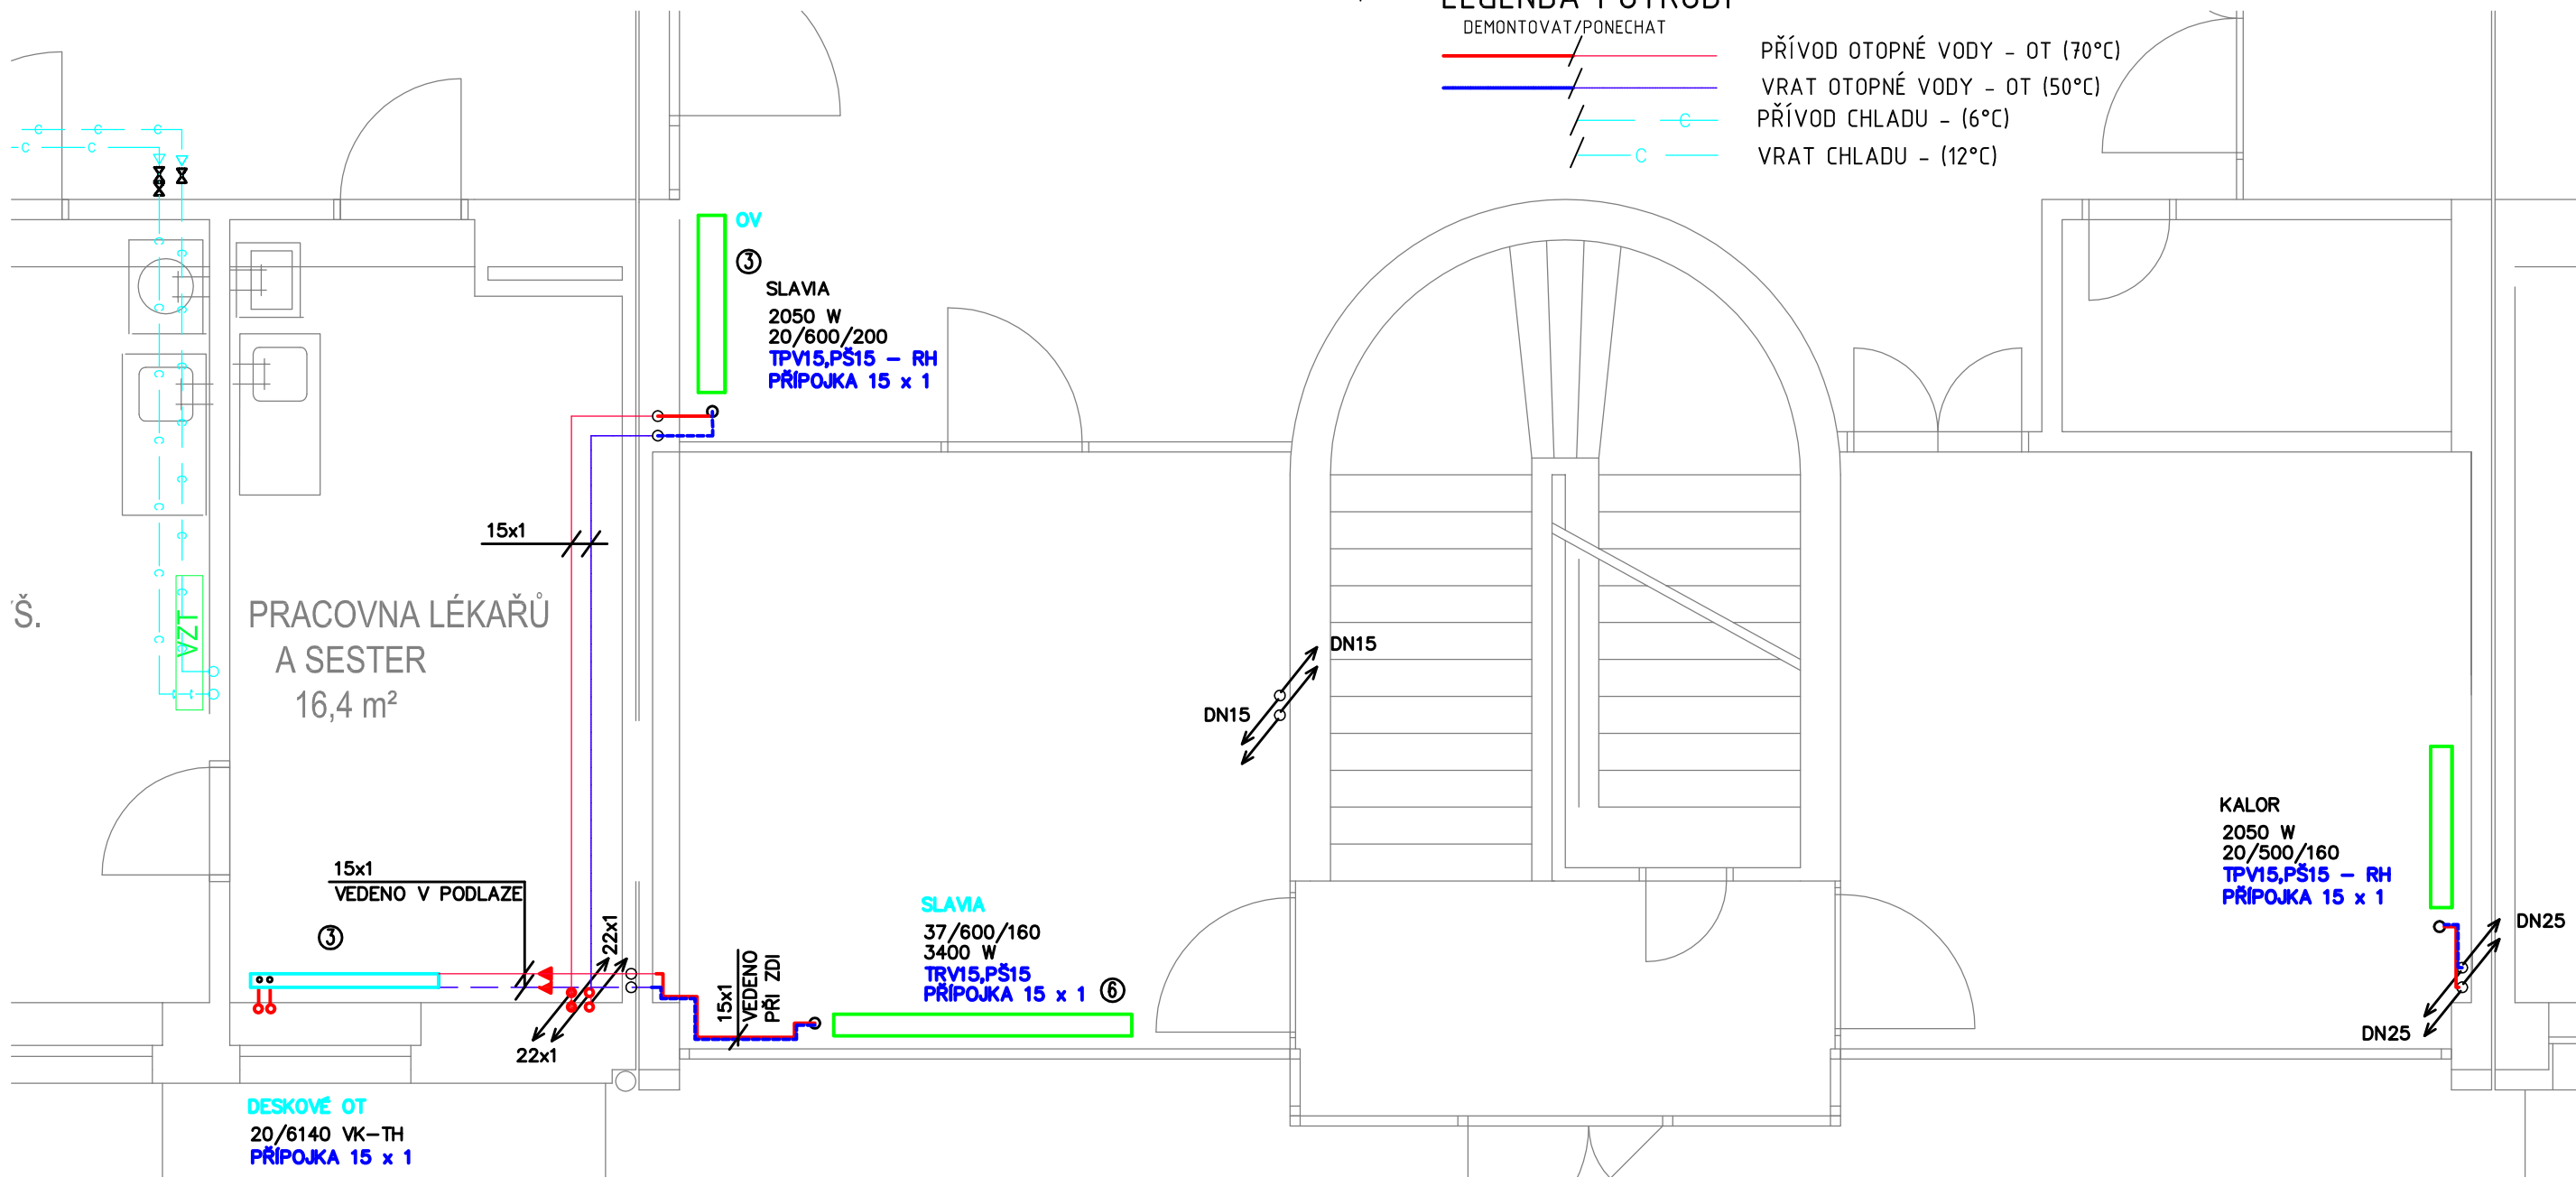 LEGENDA POTRUBÍ
DEMONTOVAT/PONECHAT
PŘÍVOD OTOPNÉ VODY - OT (70°C)
VRAT OTOPNÉ VODY - OT (50°C)
C
PŘÍVOD CHLADU - (6°C)
C
VRAT CHLADU - (12°C)
OV
3
SLAVIA
2050 W
20/600/200
TPV15,PŠ15 - RH
PŘÍPOJKA 15 x 1
15x1
VZT
Š.
PRACOVNA LÉKAŘŮ
A SESTER
16,4 m²
DN15
DN15
15x1
VEDENO V PODLAZE
3
22x1
22x1
15x1
VEDENO
PŘI ZDI
SLAVIA
37/600/160
3400 W
TRV15,PŠ15
PŘÍPOJKA 15 x 1
6
KALOR
2050 W
20/500/160
TPV15,PŠ15 - RH
PŘÍPOJKA 15 x 1
DN25
DN25
DESKOVÉ OT
20/6140 VK-TH
PŘÍPOJKA 15 x 1